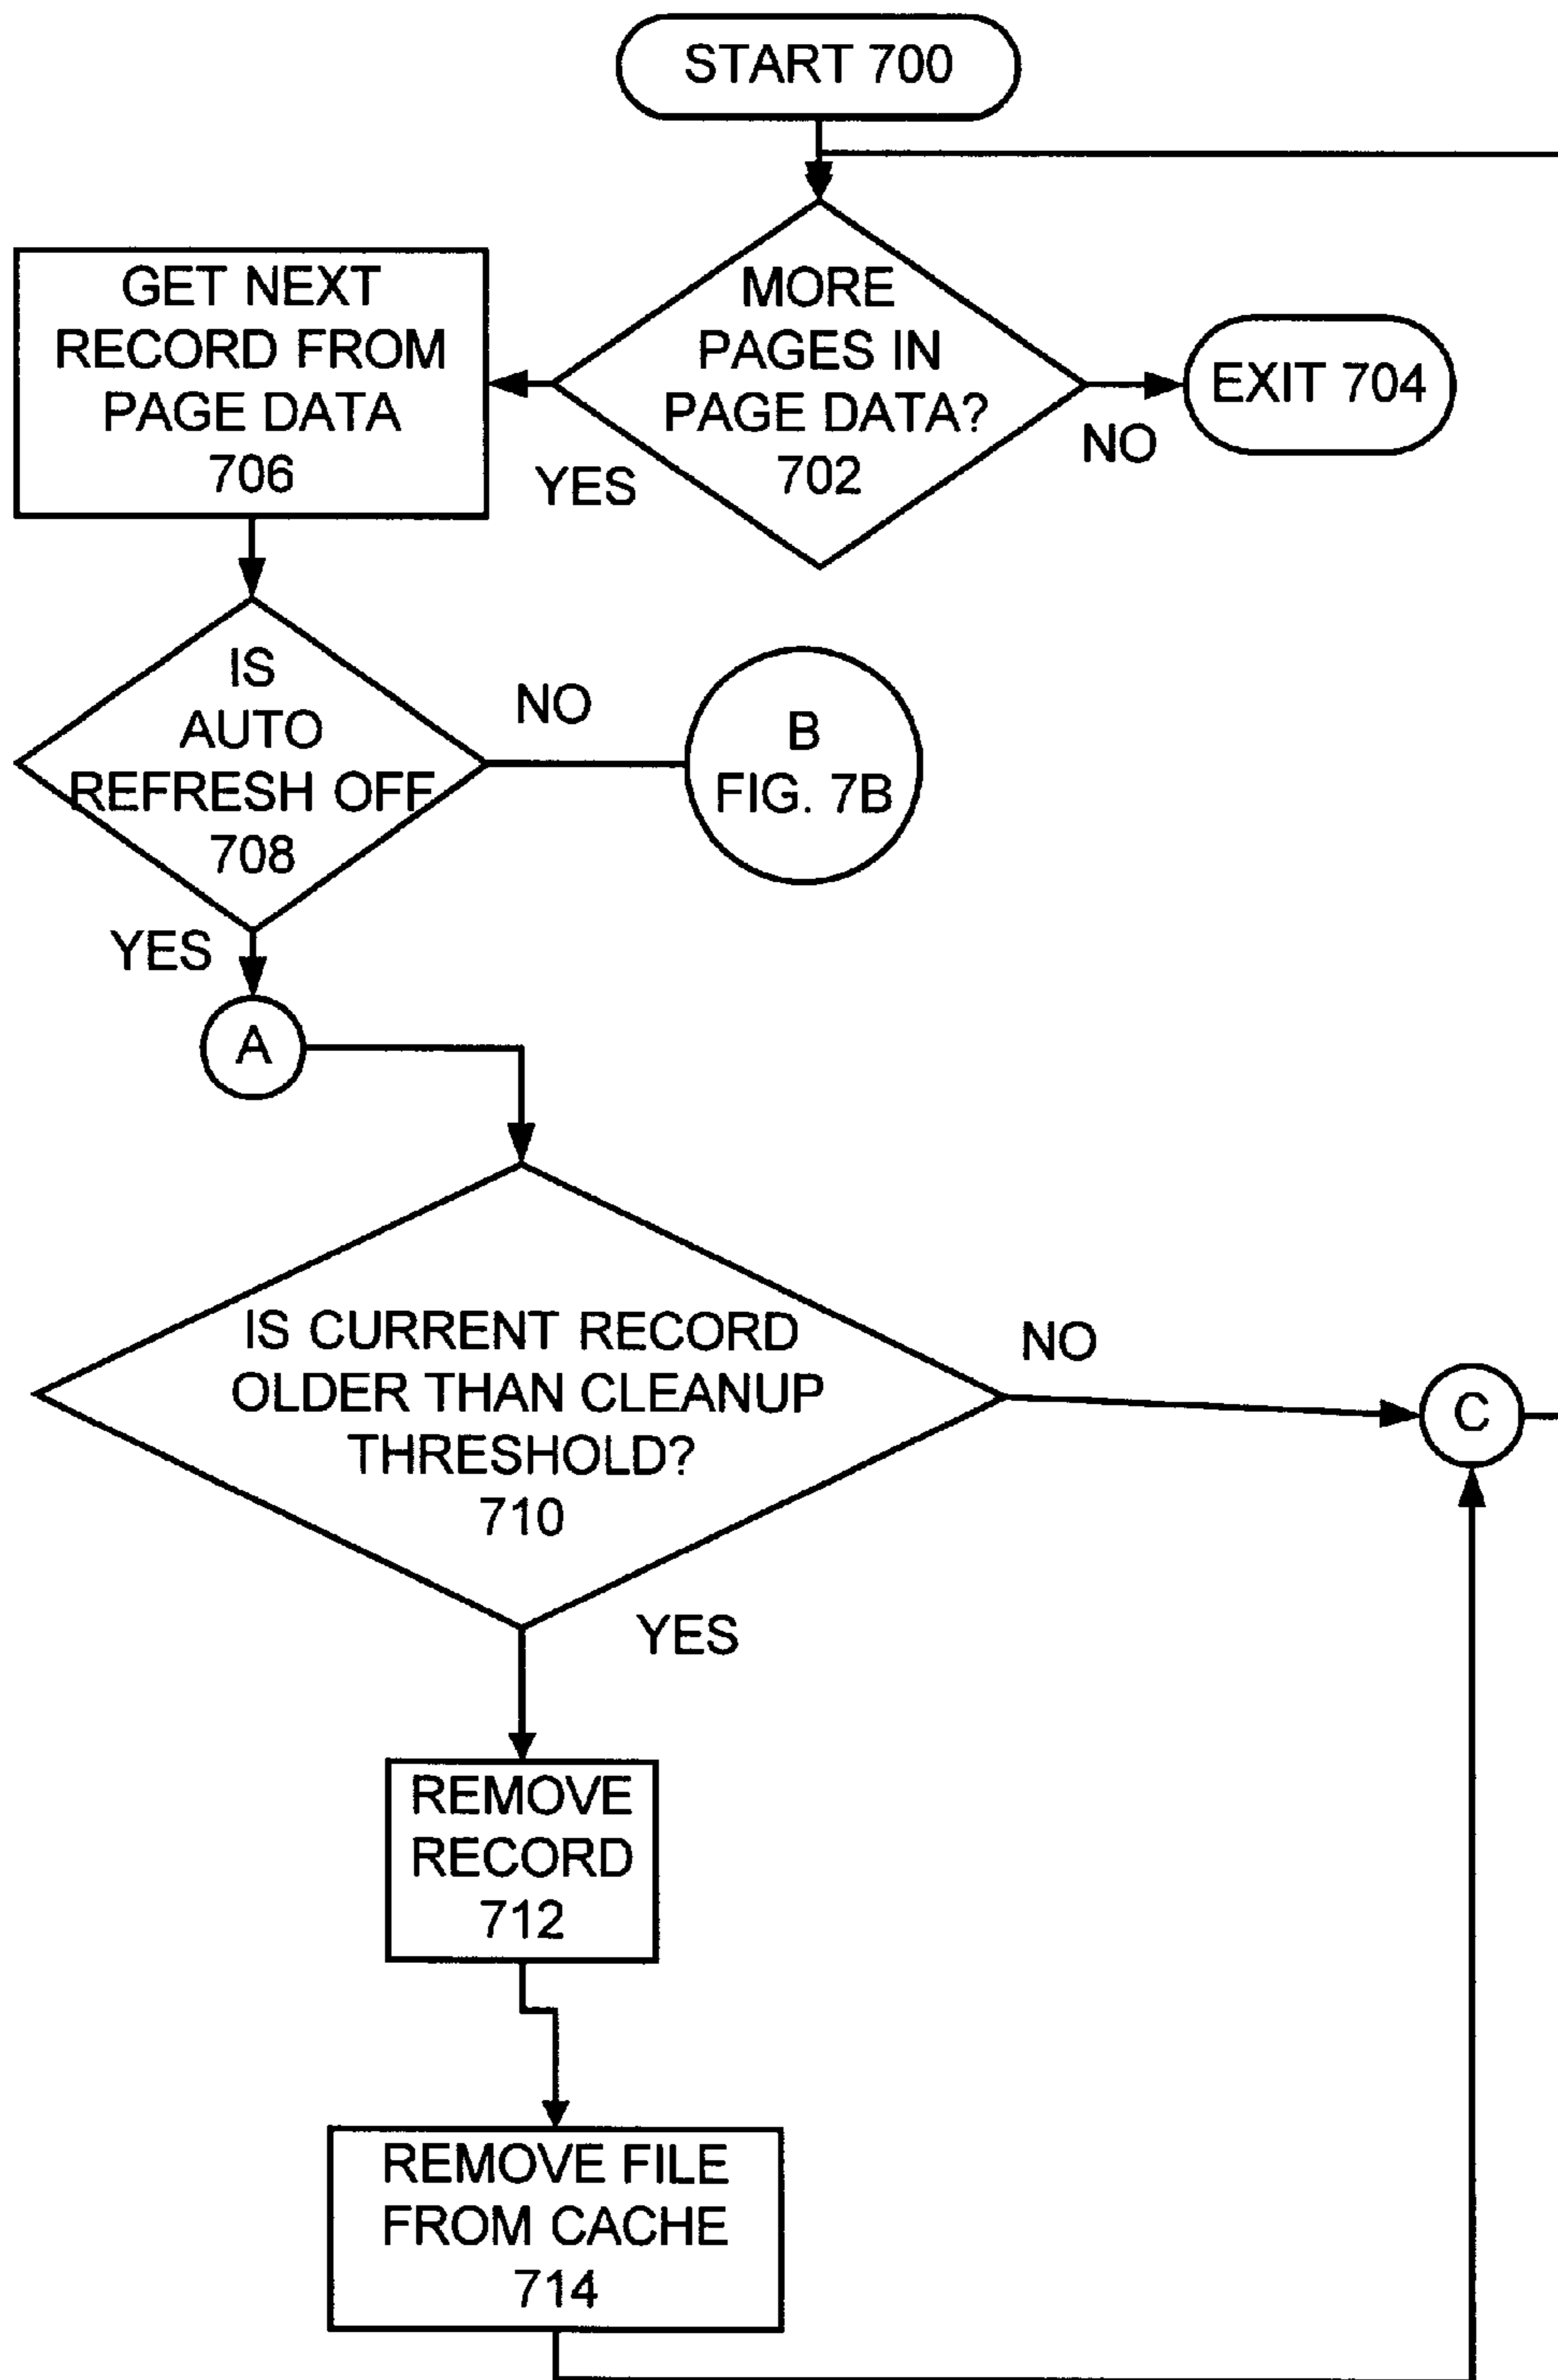 START 700
MORE
PAGES IN
PAGE DATA?
702
YES
NO
EXIT 704
GET NEXT
RECORD FROM
PAGE DATA
706
IS
AUTO
REFRESH OFF
708
NO
B
FIG. 7B
YES
A
IS CURRENT RECORD
OLDER THAN CLEANUP
THRESHOLD?
710
NO
C
YES
REMOVE
RECORD
712
REMOVE FILE
FROM CACHE
714